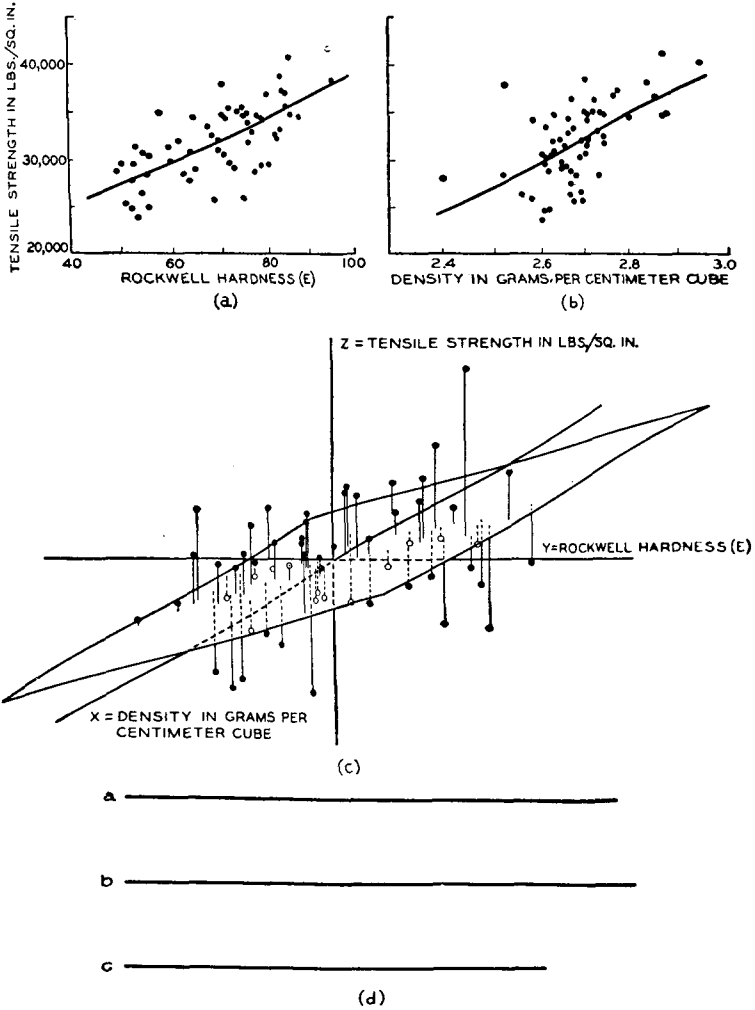 TENSILE STRENGTH IN LBS./SQ. IN.
40,000
30,000
20,000
40
60
80
100
ROCKWELL HARDNESS (E)
(a)
2.4
2.6
2.8
3.0
DENSITY IN GRAMS, PER CENTIMETER CUBE
(b)
Z = TENSILE STRENGTH IN LBS./SQ. IN.
Y=ROCKWELL HARDNESS (E)
X = DENSITY IN GRAMS PER
CENTIMETER CUBE
(c)
a
b
c
(d)